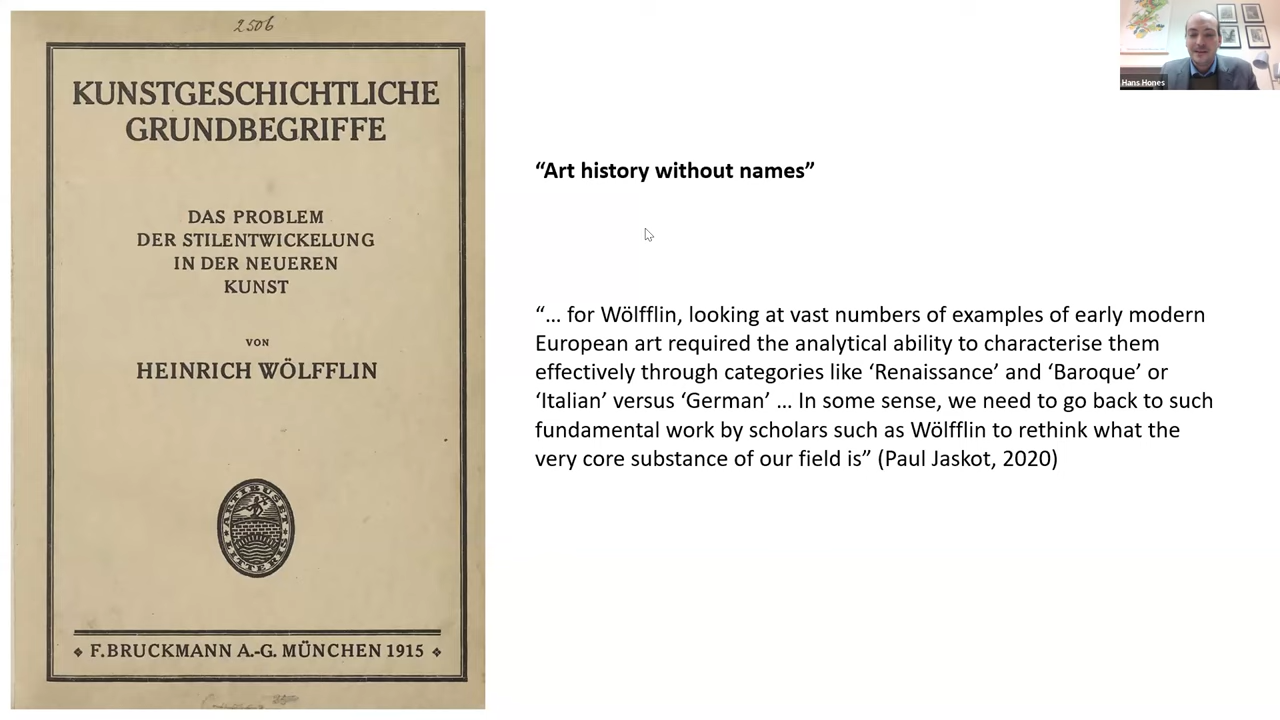 2506
KUNSTGESCHICHTLICHE
GRUNDBEGRIFFE
DAS PROBLEM
DER STILENTWICKELUNG
IN DER NEUEREN
KUNST
VON
HEINRICH WÖLFFLIN
ARTIBUS ET
LITTERIS
F. BRUCKMANN A.-G. MÜNCHEN 1915
Hans Hones
“Art history without names”
“… for Wölfflin, looking at vast numbers of examples of early modern
European art required the analytical ability to characterise them
effectively through categories like ‘Renaissance’ and ‘Baroque’ or
‘Italian’ versus ‘German’ … In some sense, we need to go back to such
fundamental work by scholars such as Wölfflin to rethink what the
very core substance of our field is” (Paul Jaskot, 2020)